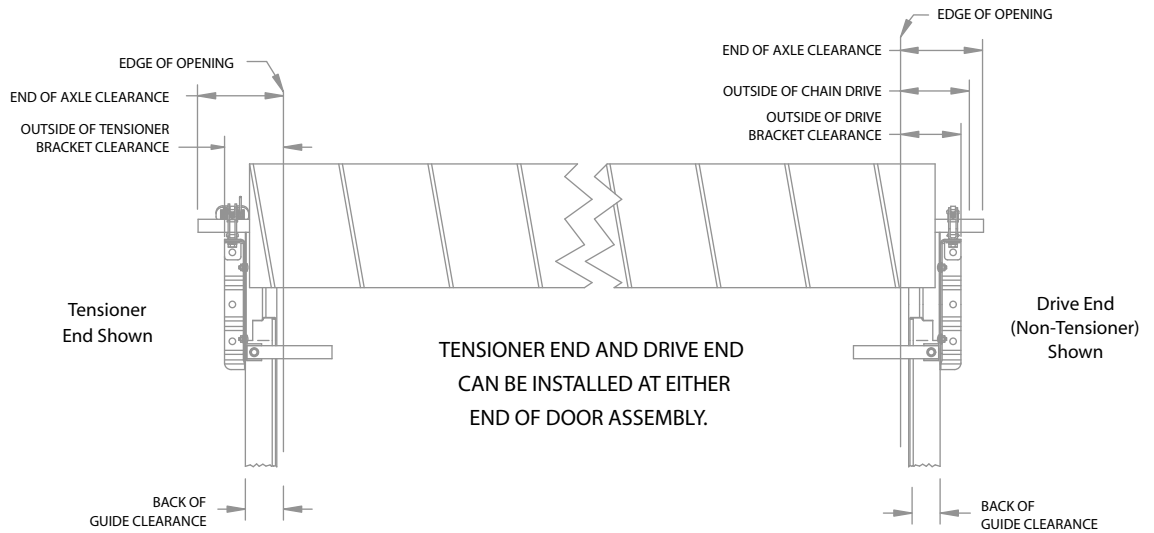 EDGE OF OPENING
END OF AXLE CLEARANCE
OUTSIDE OF TENSIONER
BRACKET CLEARANCE
EDGE OF OPENING
END OF AXLE CLEARANCE
OUTSIDE OF CHAIN DRIVE
OUTSIDE OF DRIVE
BRACKET CLEARANCE
Tensioner
End Shown
TENSIONER END AND DRIVE END
CAN BE INSTALLED AT EITHER
END OF DOOR ASSEMBLY.
Drive End
(Non-Tensioner)
Shown
BACK OF
GUIDE CLEARANCE
BACK OF
GUIDE CLEARANCE